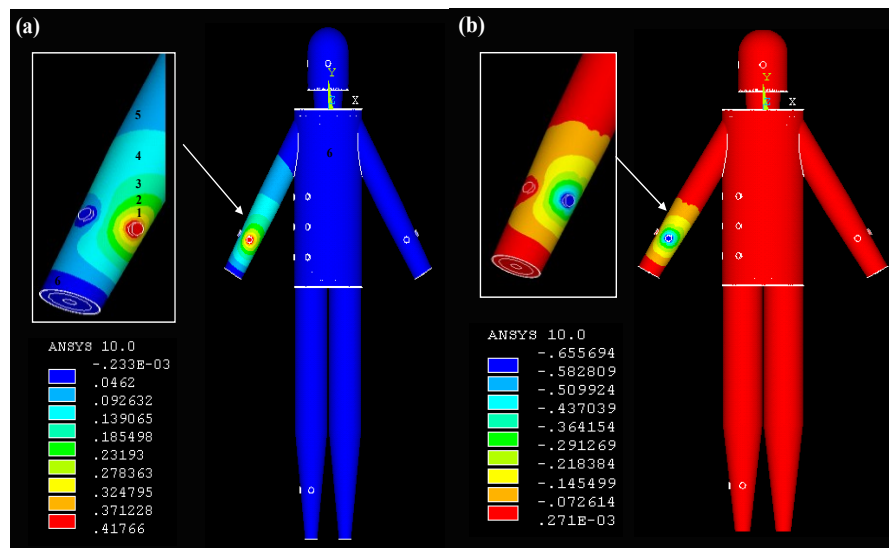 (a)
Y
X
5
4
3
2
1
6
6
ANSYS 10.0
-.233E-03
.0462
.092632
.139065
.185498
.23193
.278363
.324795
.371228
.41766
(b)
Y
X
ANSYS 10.0
-.655694
-.582809
-.509924
-.437039
-.364154
-.291269
-.218384
-.145499
-.072614
.271E-03